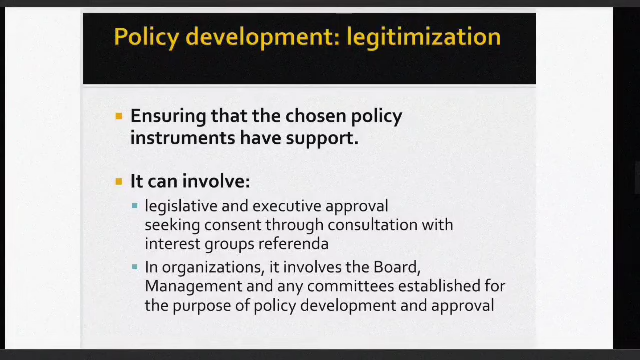 Policy development: legitimization
Ensuring that the chosen policy
instruments have support.
It can involve:
legislative and executive approval
seeking consent through consultation with
interest groups referenda
In organizations, it involves the Board,
Management and any committees established for
the purpose of policy development and approval